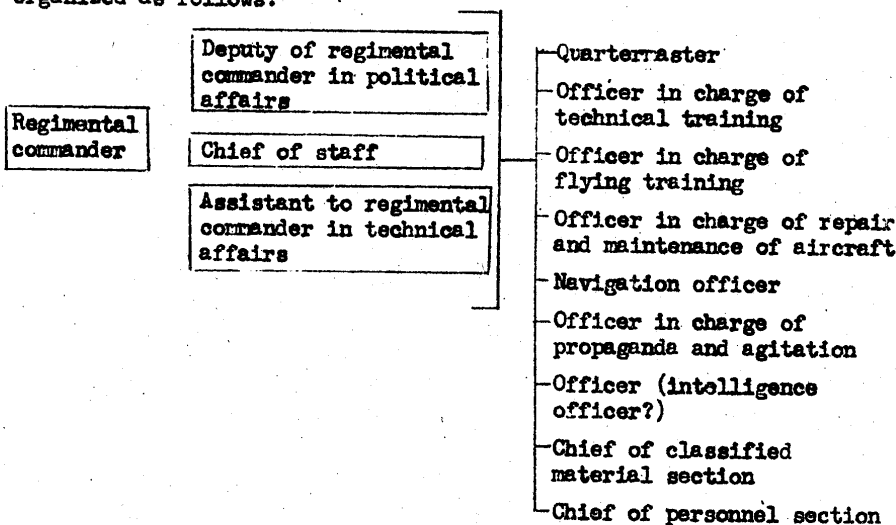 organized as follows:
Regimental
commander
Deputy of regimental
commander in political
affairs
Chief of staff
Assistant to regimental
commander in technical
affairs
Quarterraster
Officer in charge of
technical training
Officer in charge of
flying training
Officer in charge of repair
and maintenance of aircraft
Navigation officer
Officer in charge of
propaganda and agitation
Officer (intelligence
officer?)
Chief of classified
material section
Chief of personnel section